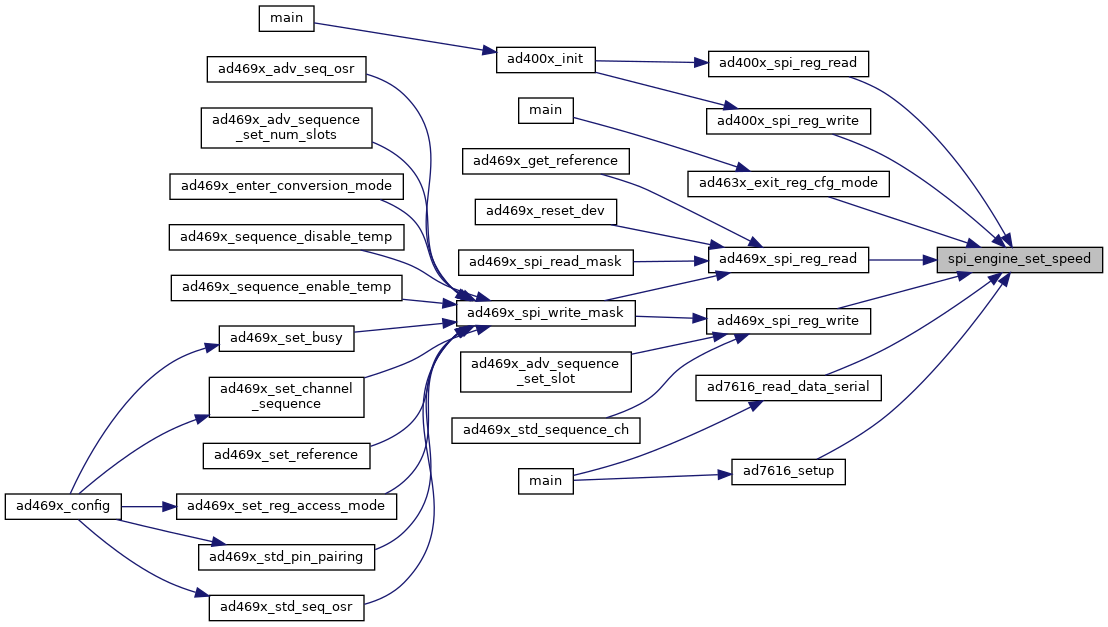 main
ad469x_adv_seq_osr
ad469x_adv_sequence
_set_num_slots
ad469x_enter_conversion_mode
ad469x_sequence_disable_temp
ad469x_sequence_enable_temp
ad469x_set_busy
ad469x_set_channel
_sequence
ad469x_set_reference
ad469x_config
ad469x_set_reg_access_mode
ad469x_std_pin_pairing
ad469x_std_seq_osr
ad400x_init
main
ad469x_get_reference
ad469x_reset_dev
ad469x_spi_read_mask
ad469x_spi_write_mask
ad469x_adv_sequence
_set_slot
ad469x_std_sequence_ch
main
ad400x_spi_reg_read
ad400x_spi_reg_write
ad463x_exit_reg_cfg_mode
ad469x_spi_reg_read
ad469x_spi_reg_write
ad7616_read_data_serial
ad7616_setup
spi_engine_set_speed